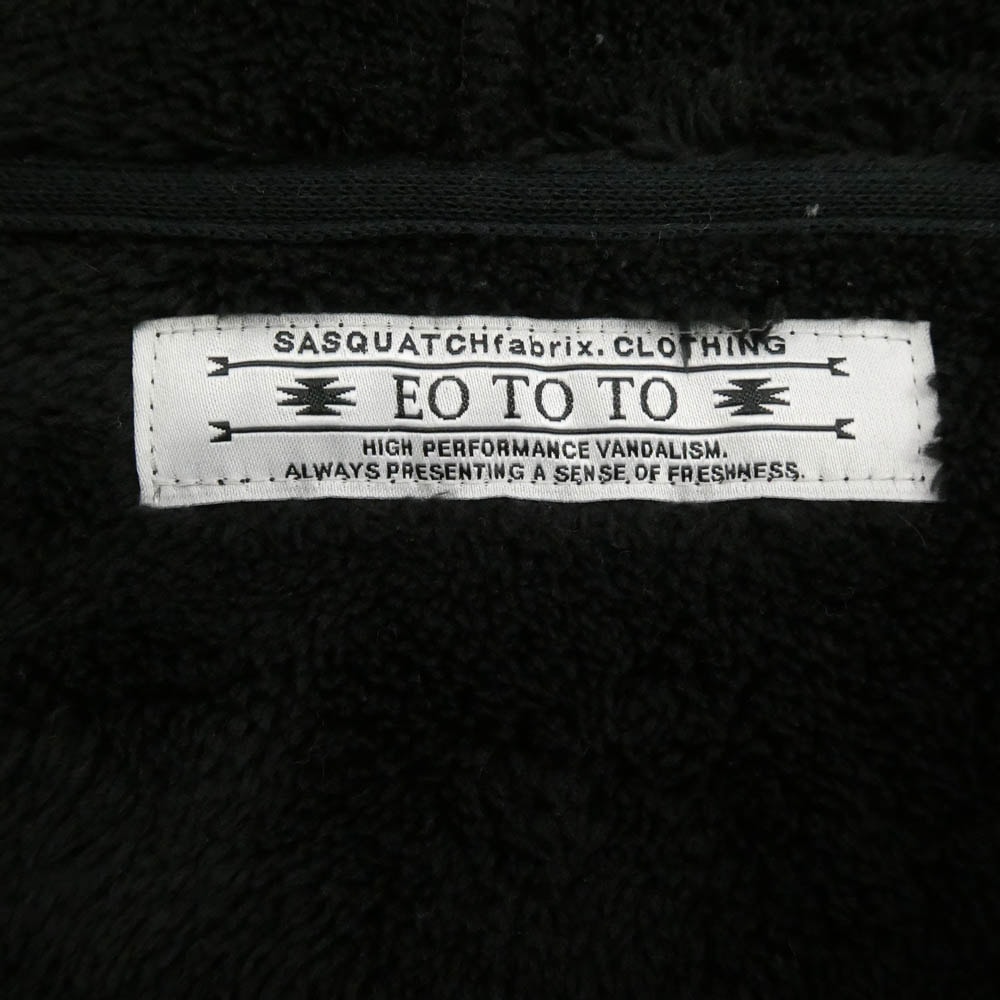 SASQUATCHfabrix. CLOTHING
EO TO TO
HIGH PERFORMANCE VANDALISM.
ALWAYS PRESENTING A SENSE OF FRESHNESS.